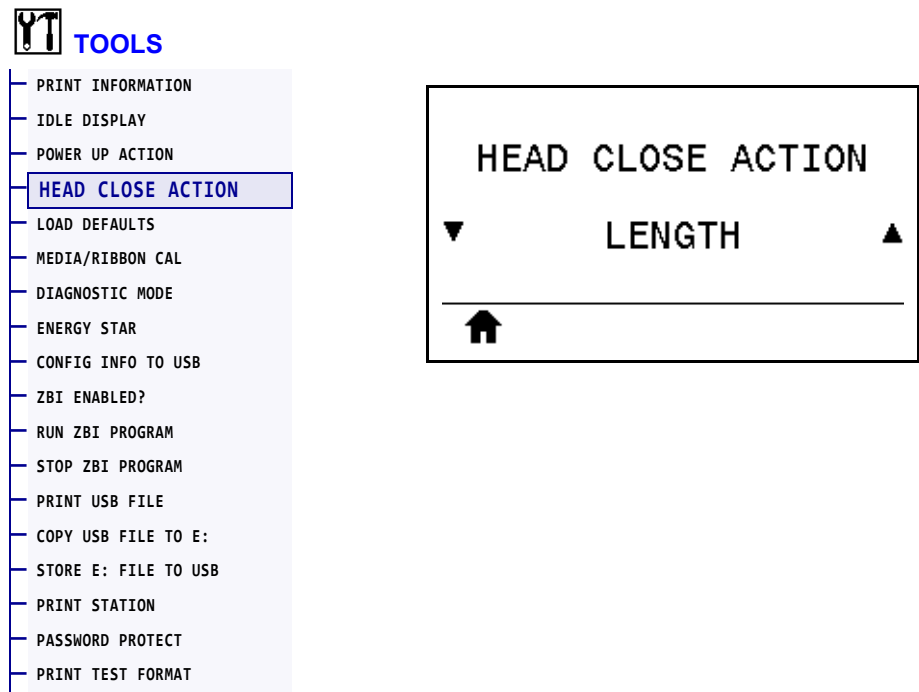 TOOLS
PRINT INFORMATION
IDLE DISPLAY
POWER UP ACTION
HEAD CLOSE ACTION
LOAD DEFAULTS
MEDIA/RIBBON CAL
DIAGNOSTIC MODE
ENERGY STAR
CONFIG INFO TO USB
ZBI ENABLED?
RUN ZBI PROGRAM
STOP ZBI PROGRAM
PRINT USB FILE
COPY USB FILE TO E:
STORE E: FILE TO USB
PRINT STATION
PASSWORD PROTECT
PRINT TEST FORMAT
HEAD CLOSE ACTION
LENGTH